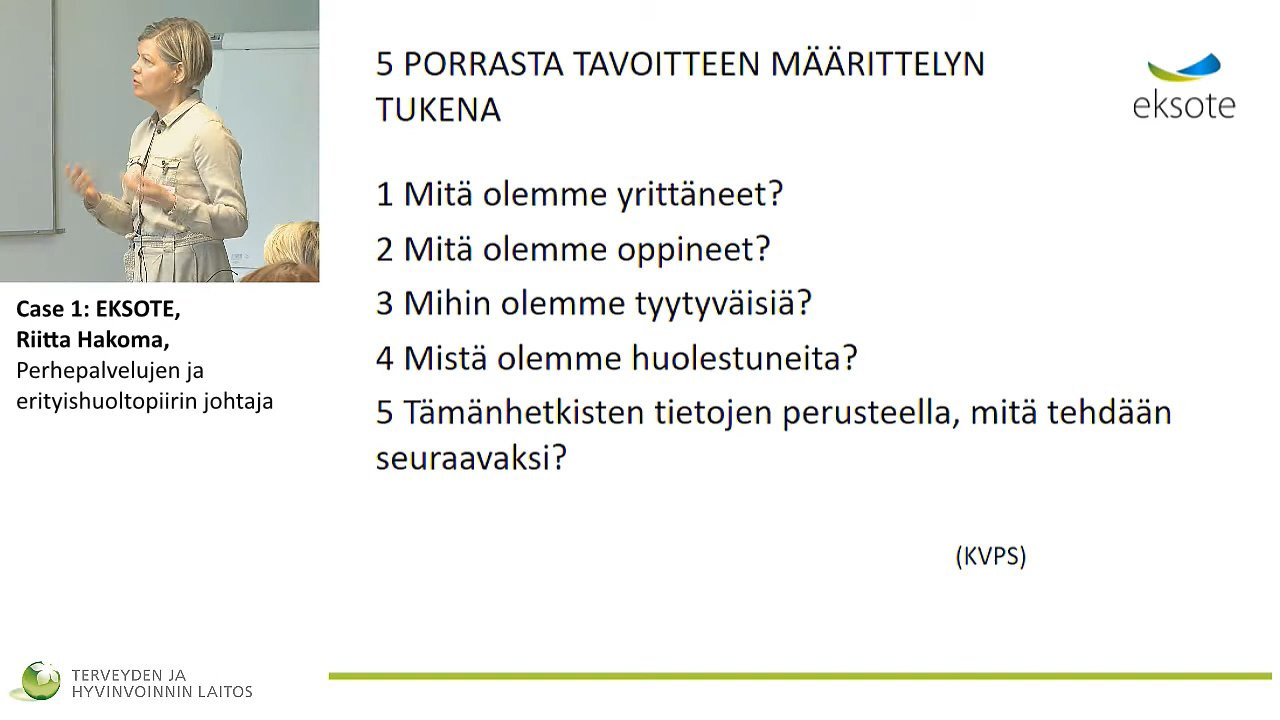 5 PORRASTA TAVOITTEEN MÄÄRITTELYN
TUKENA
eksote
1 Mitä olemme yrittäneet?
2 Mitä olemme oppineet?
3 Mihin olemme tyytyväisiä?
4 Mistä olemme huolestuneita?
5 Tämänhetkisten tietojen perusteella, mitä tehdään
seuraavaksi?
(KVPS)
Case 1: EKSOTE,
Riitta Hakoma,
Perhepalvelujen ja
erityishuoltopiirin johtaja
TERVEYDEN JA
HYVINVOINNIN LAITOS